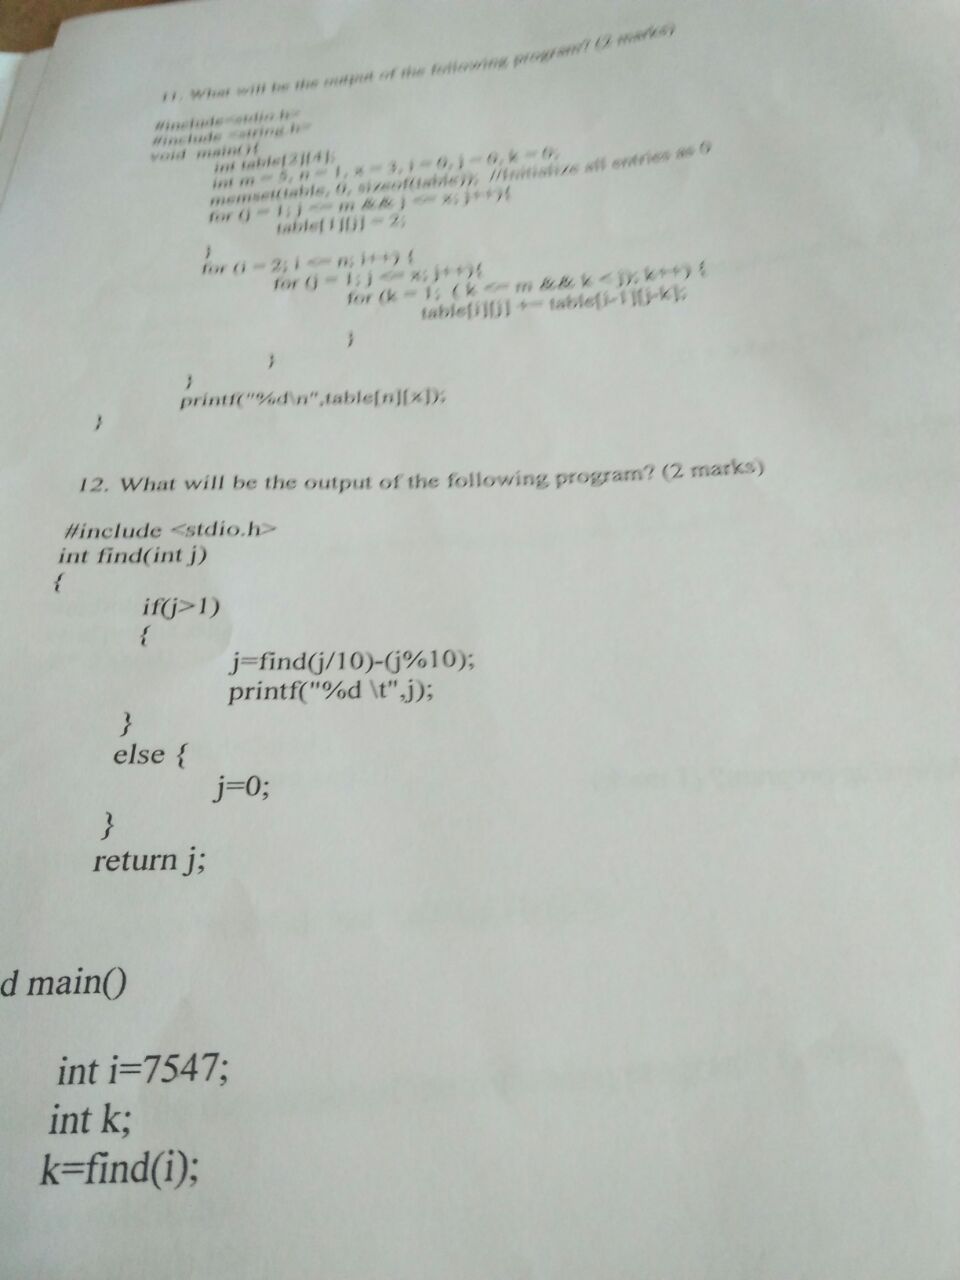 11. What will be the output of the following program? (2 marks)
#include<stdio.h>
#include <string.h>
void main(){
int table[2][4];
int m = 5, n = 1, x = 3, i = 0, j = 0, k = 0;
memset(table, 0, sizeof(table)); //Initialize all entries as 0
for (j = 1; j <= m && j <= x; j++){
table[1][j] = 2;
}
for (i = 2; i <= n; i++) {
for (j = 1; j <= x; j++){
for (k = 1; ( k <= m && k < j); k++) {
table[i][j] += table[i-1][j-k];
}
}
}
printf("%d\n",table[n][x]);
}
12. What will be the output of the following program? (2 marks)
#include <stdio.h>
int find(int j)
{
if(j>1)
{
j=find(j/10)-(j%10);
printf("%d \t",j);
}
else {
j=0;
}
return j;
d main()
int i=7547;
int k;
k=find(i);